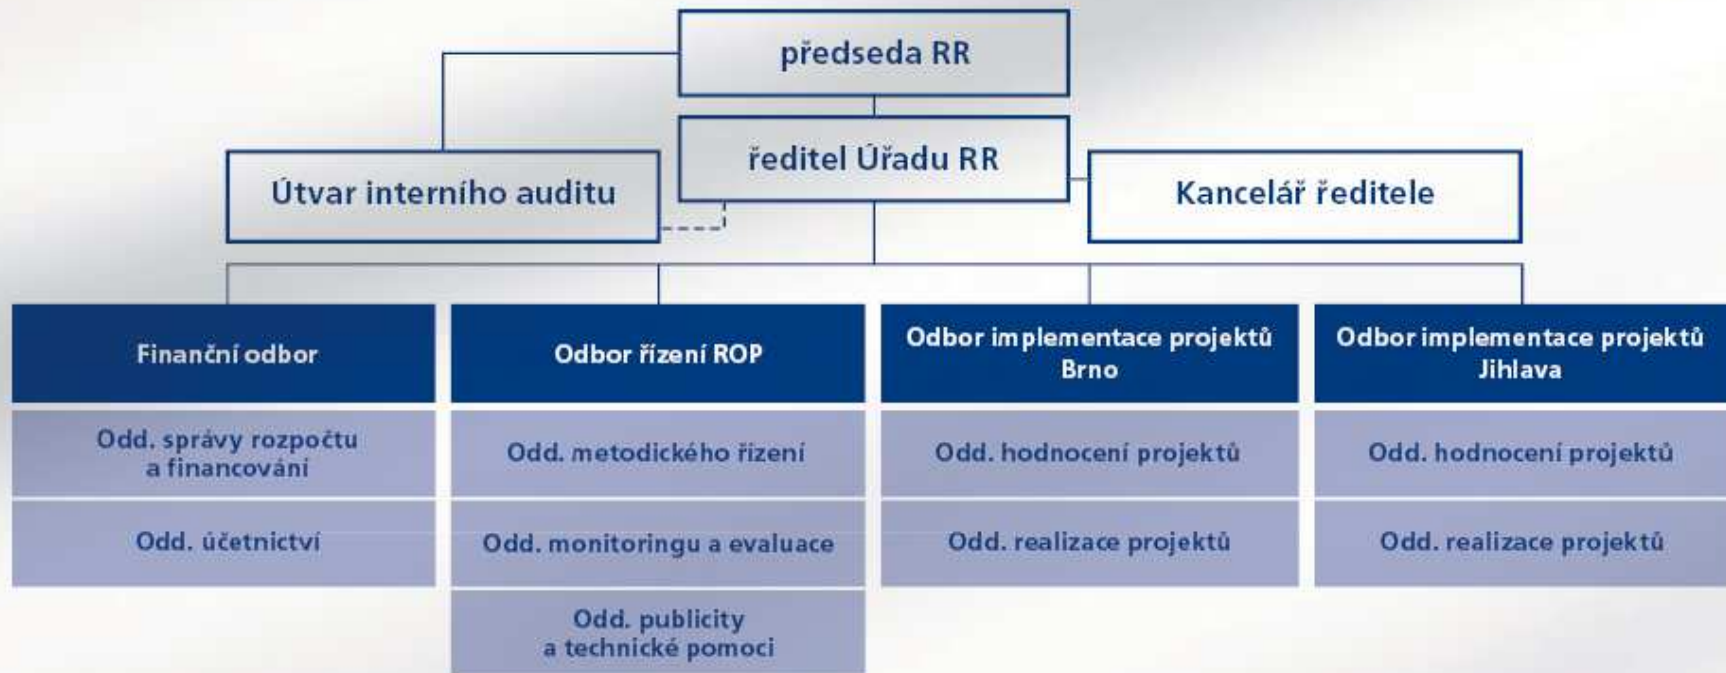 předseda RR
ředitel Úřadu RR
Útvar interního auditu
Kancelář ředitele
Finanční odbor
Odd. správy rozpočtu
a financování
Odd. účetnictví
Odbor řízení ROP
Odd. metodického řízení
Odd. monitoringu a evaluace
Odd. publicity
a technické pomoci
Odbor implementace projektů
Brno
Odd. hodnocení projektů
Odd. realizace projektů
Odbor implementace projektů
Jihlava
Odd. hodnocení projektů
Odd. realizace projektů